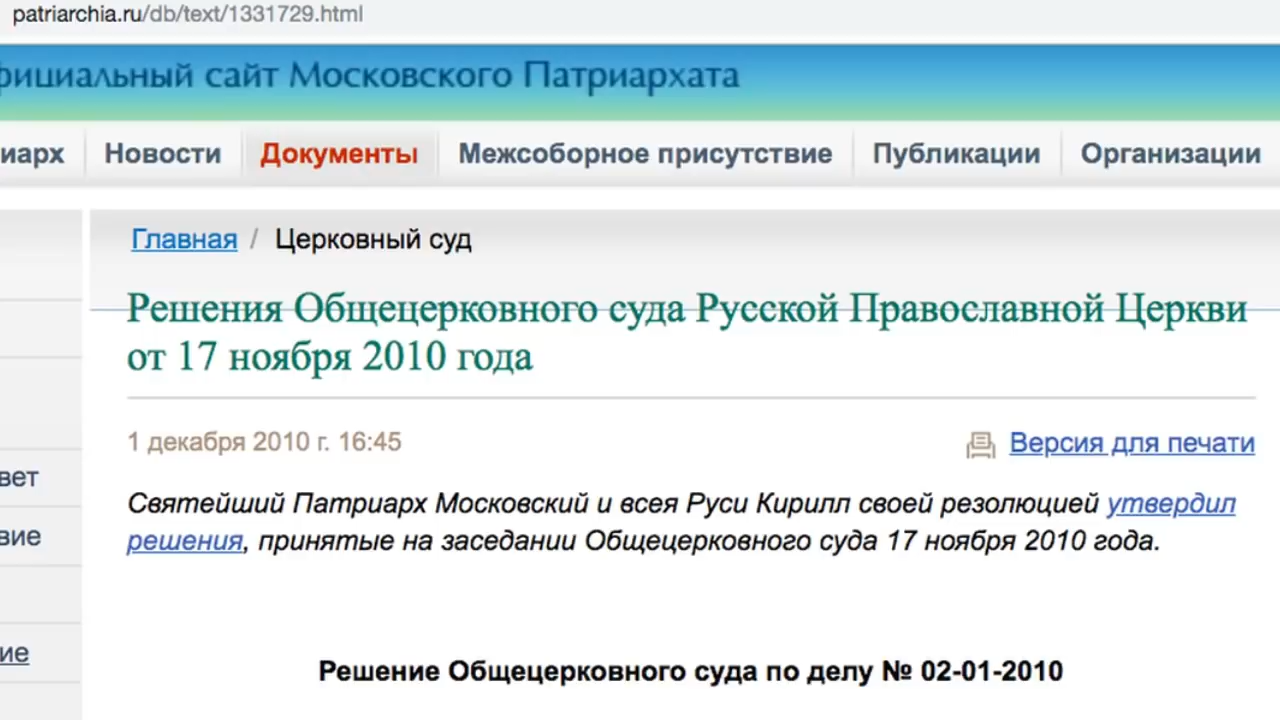 patriarchia.ru/db/text/1331729.html
фициальный сайт Московского Патриархата
иарх Новости Документы Межсоборное присутствие Публикации Организации
Главная / Церковный суд
Решения Общецерковного суда Русской Православной Церкви
от 17 ноября 2010 года
1 декабря 2010 г. 16:45 Версия для печати
вет
Святейший Патриарх Московский и всея Руси Кирилл своей резолюцией утвердил
вие
решения, принятые на заседании Общецерковного суда 17 ноября 2010 года.
ие
Решение Общецерковного суда по делу № 02-01-2010